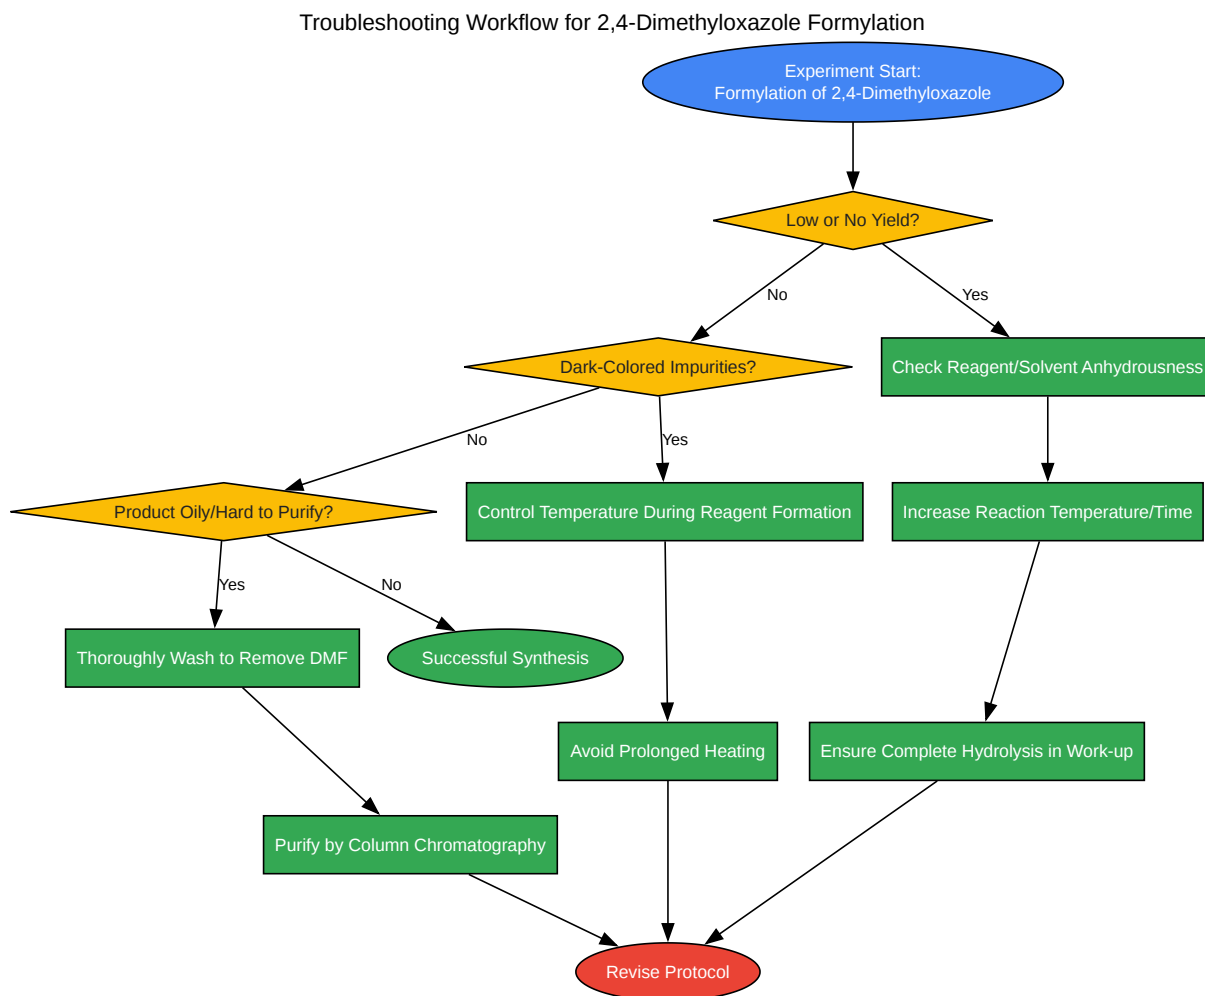 Troubleshooting Workflow for 2,4-Dimethyloxazole Formylation
Experiment Start:
Formylation of 2,4-Dimethyloxazole
Low or No Yield?
No
Yes
Dark-Colored Impurities?
Check Reagent/Solvent Anhydrousness
No
Yes
Product Oily/Hard to Purify?
Control Temperature During Reagent Formation
Increase Reaction Temperature/Time
Yes
No
Thoroughly Wash to Remove DMF
Successful Synthesis
Avoid Prolonged Heating
Ensure Complete Hydrolysis in Work-up
Purify by Column Chromatography
Revise Protocol